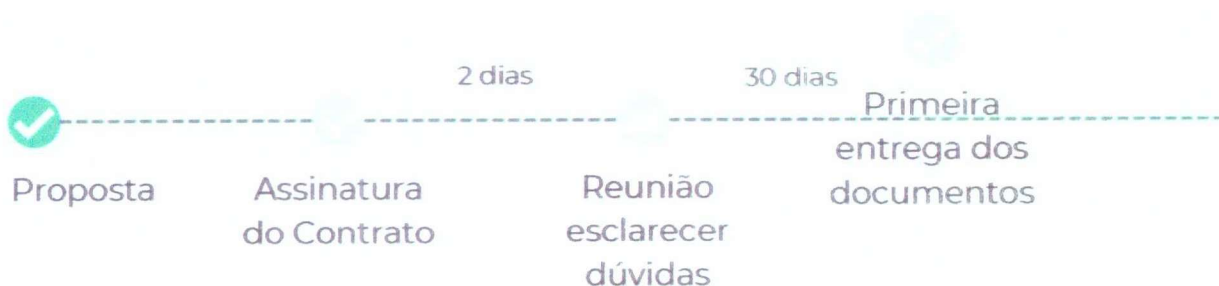 2 dias
30 dias
Proposta
Assinatura
do Contrato
Reunião
esclarecer
dúvidas
Primeira
entrega dos
documentos